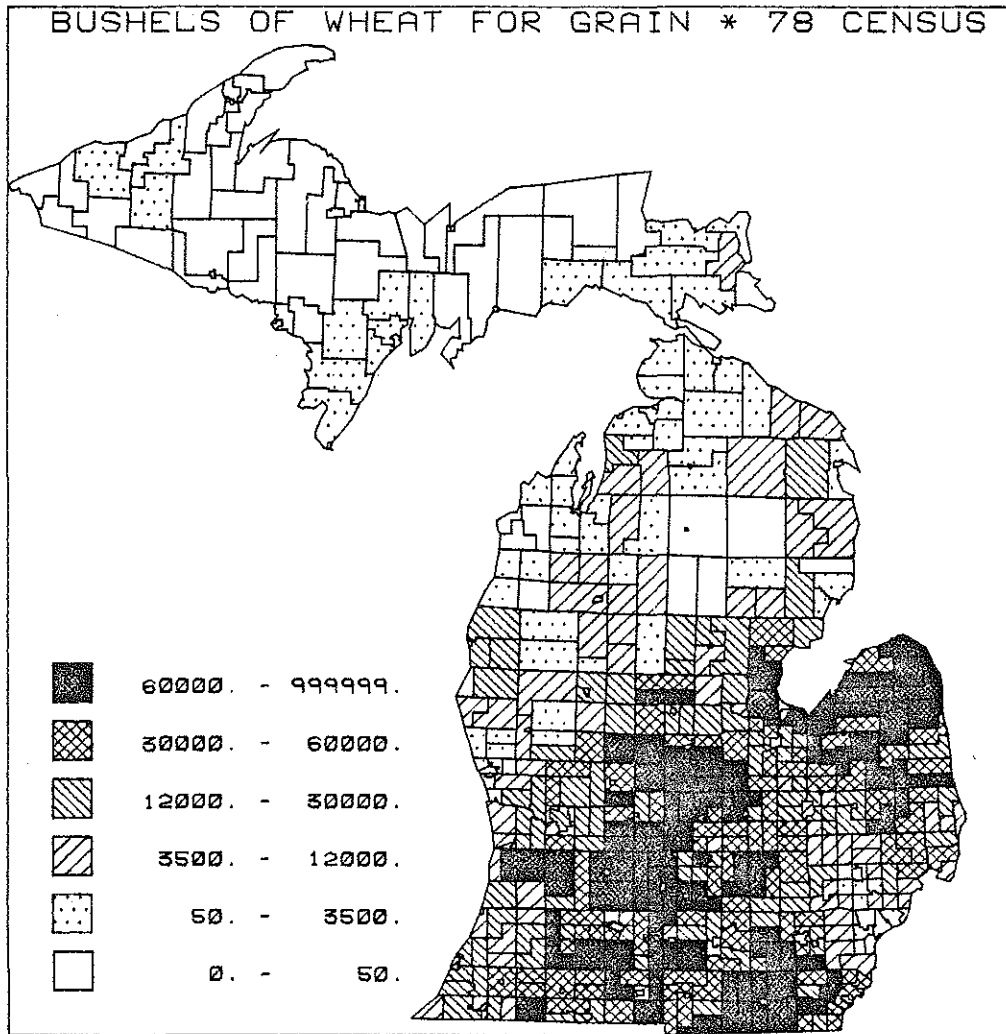 BUSHELS OF WHEAT FOR GRAIN * 78 CENSUS
60000. - 999999.
30000. - 60000.
12000. - 30000.
3500. - 12000.
50. - 3500.
0. - 50.